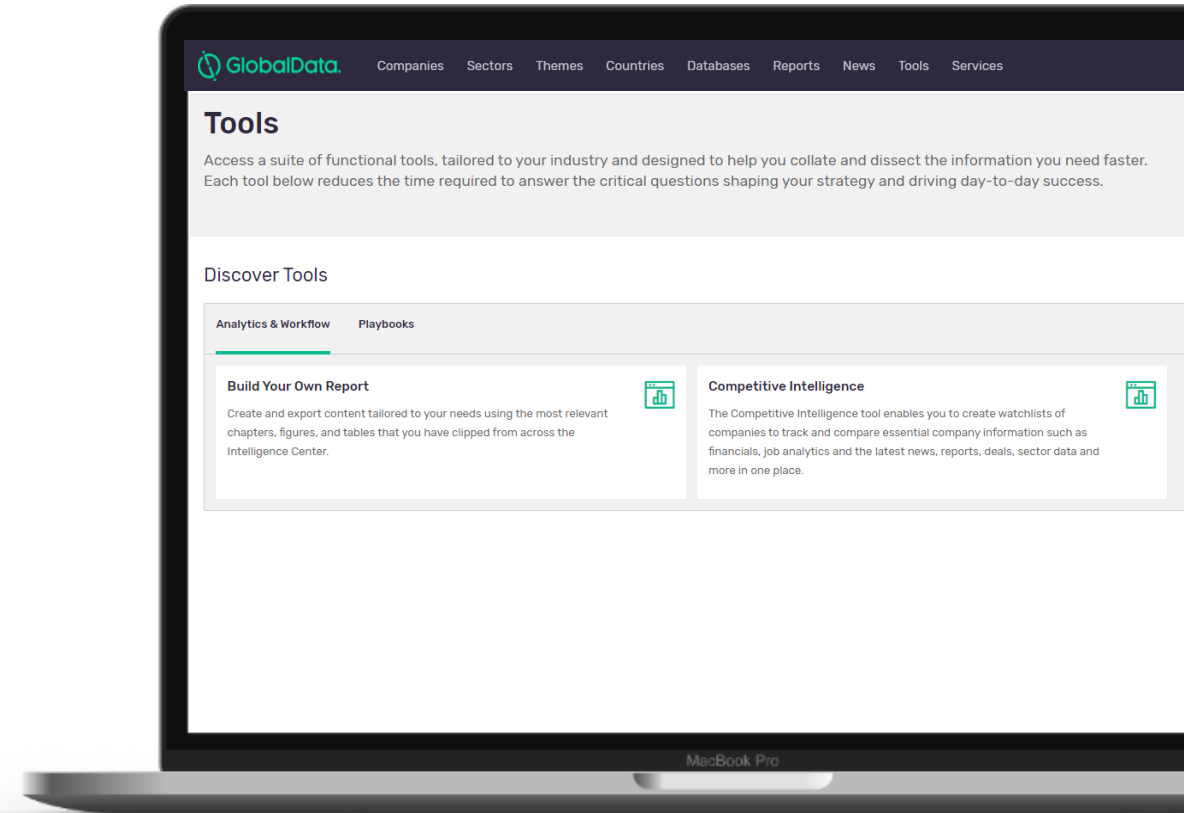 GlobalData.
Companies Sectors Themes Countries Databases Reports News Tools Services
Tools
Access a suite of functional tools, tailored to your industry and designed to help you collate and dissect the information you need faster.
Each tool below reduces the time required to answer the critical questions shaping your strategy and driving day-to-day success.
Discover Tools
Analytics & Workflow Playbooks
Build Your Own Report
Create and export content tailored to your needs using the most relevant
chapters, figures, and tables that you have clipped from across the
Intelligence Center.
Competitive Intelligence
The Competitive Intelligence tool enables you to create watchlists of
companies to track and compare essential company information such as
financials, job analytics and the latest news, reports, deals, sector data and
more in one place.
MacBook Pro